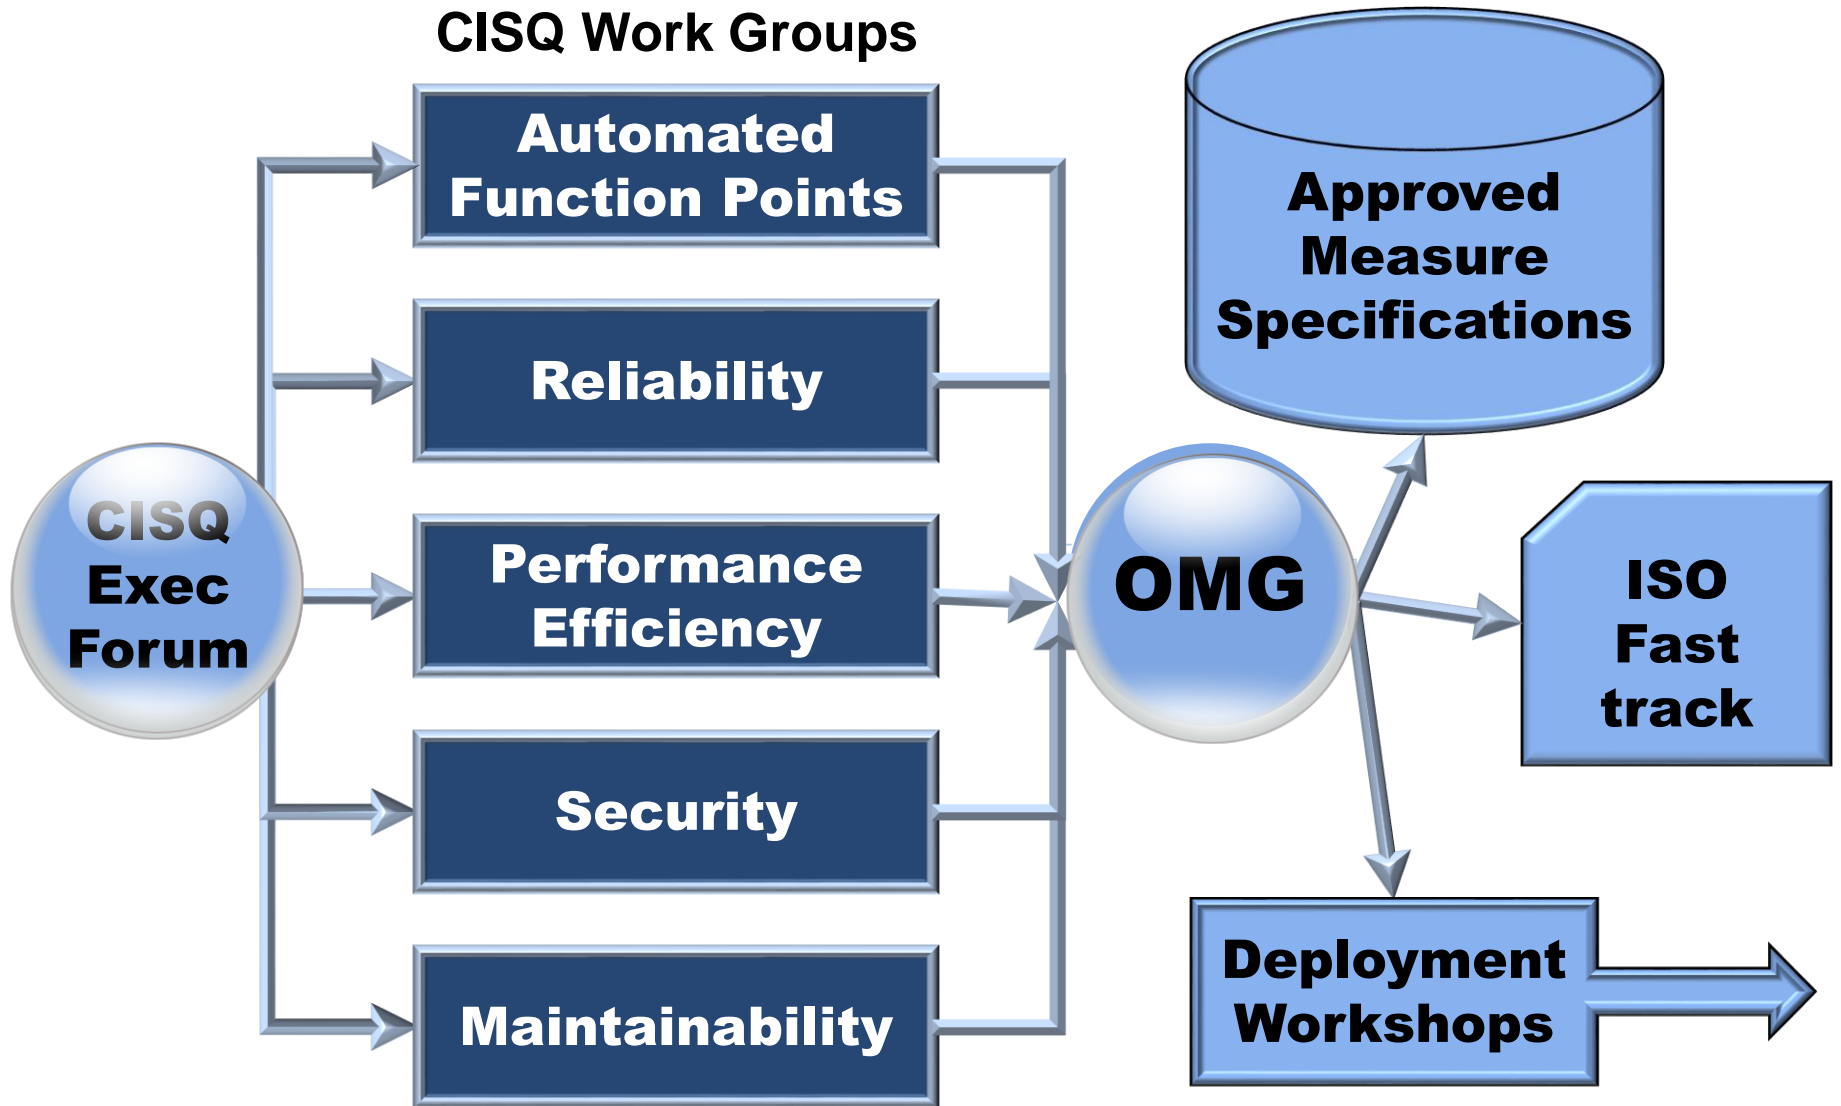 CISQ Work Groups
Automated
Function Points
Reliability
Performance
Efficiency
Security
Maintainability
CISQ
Exec
Forum
OMG
Approved
Measure
Specifications
ISO
Fast
track
Deployment
Workshops